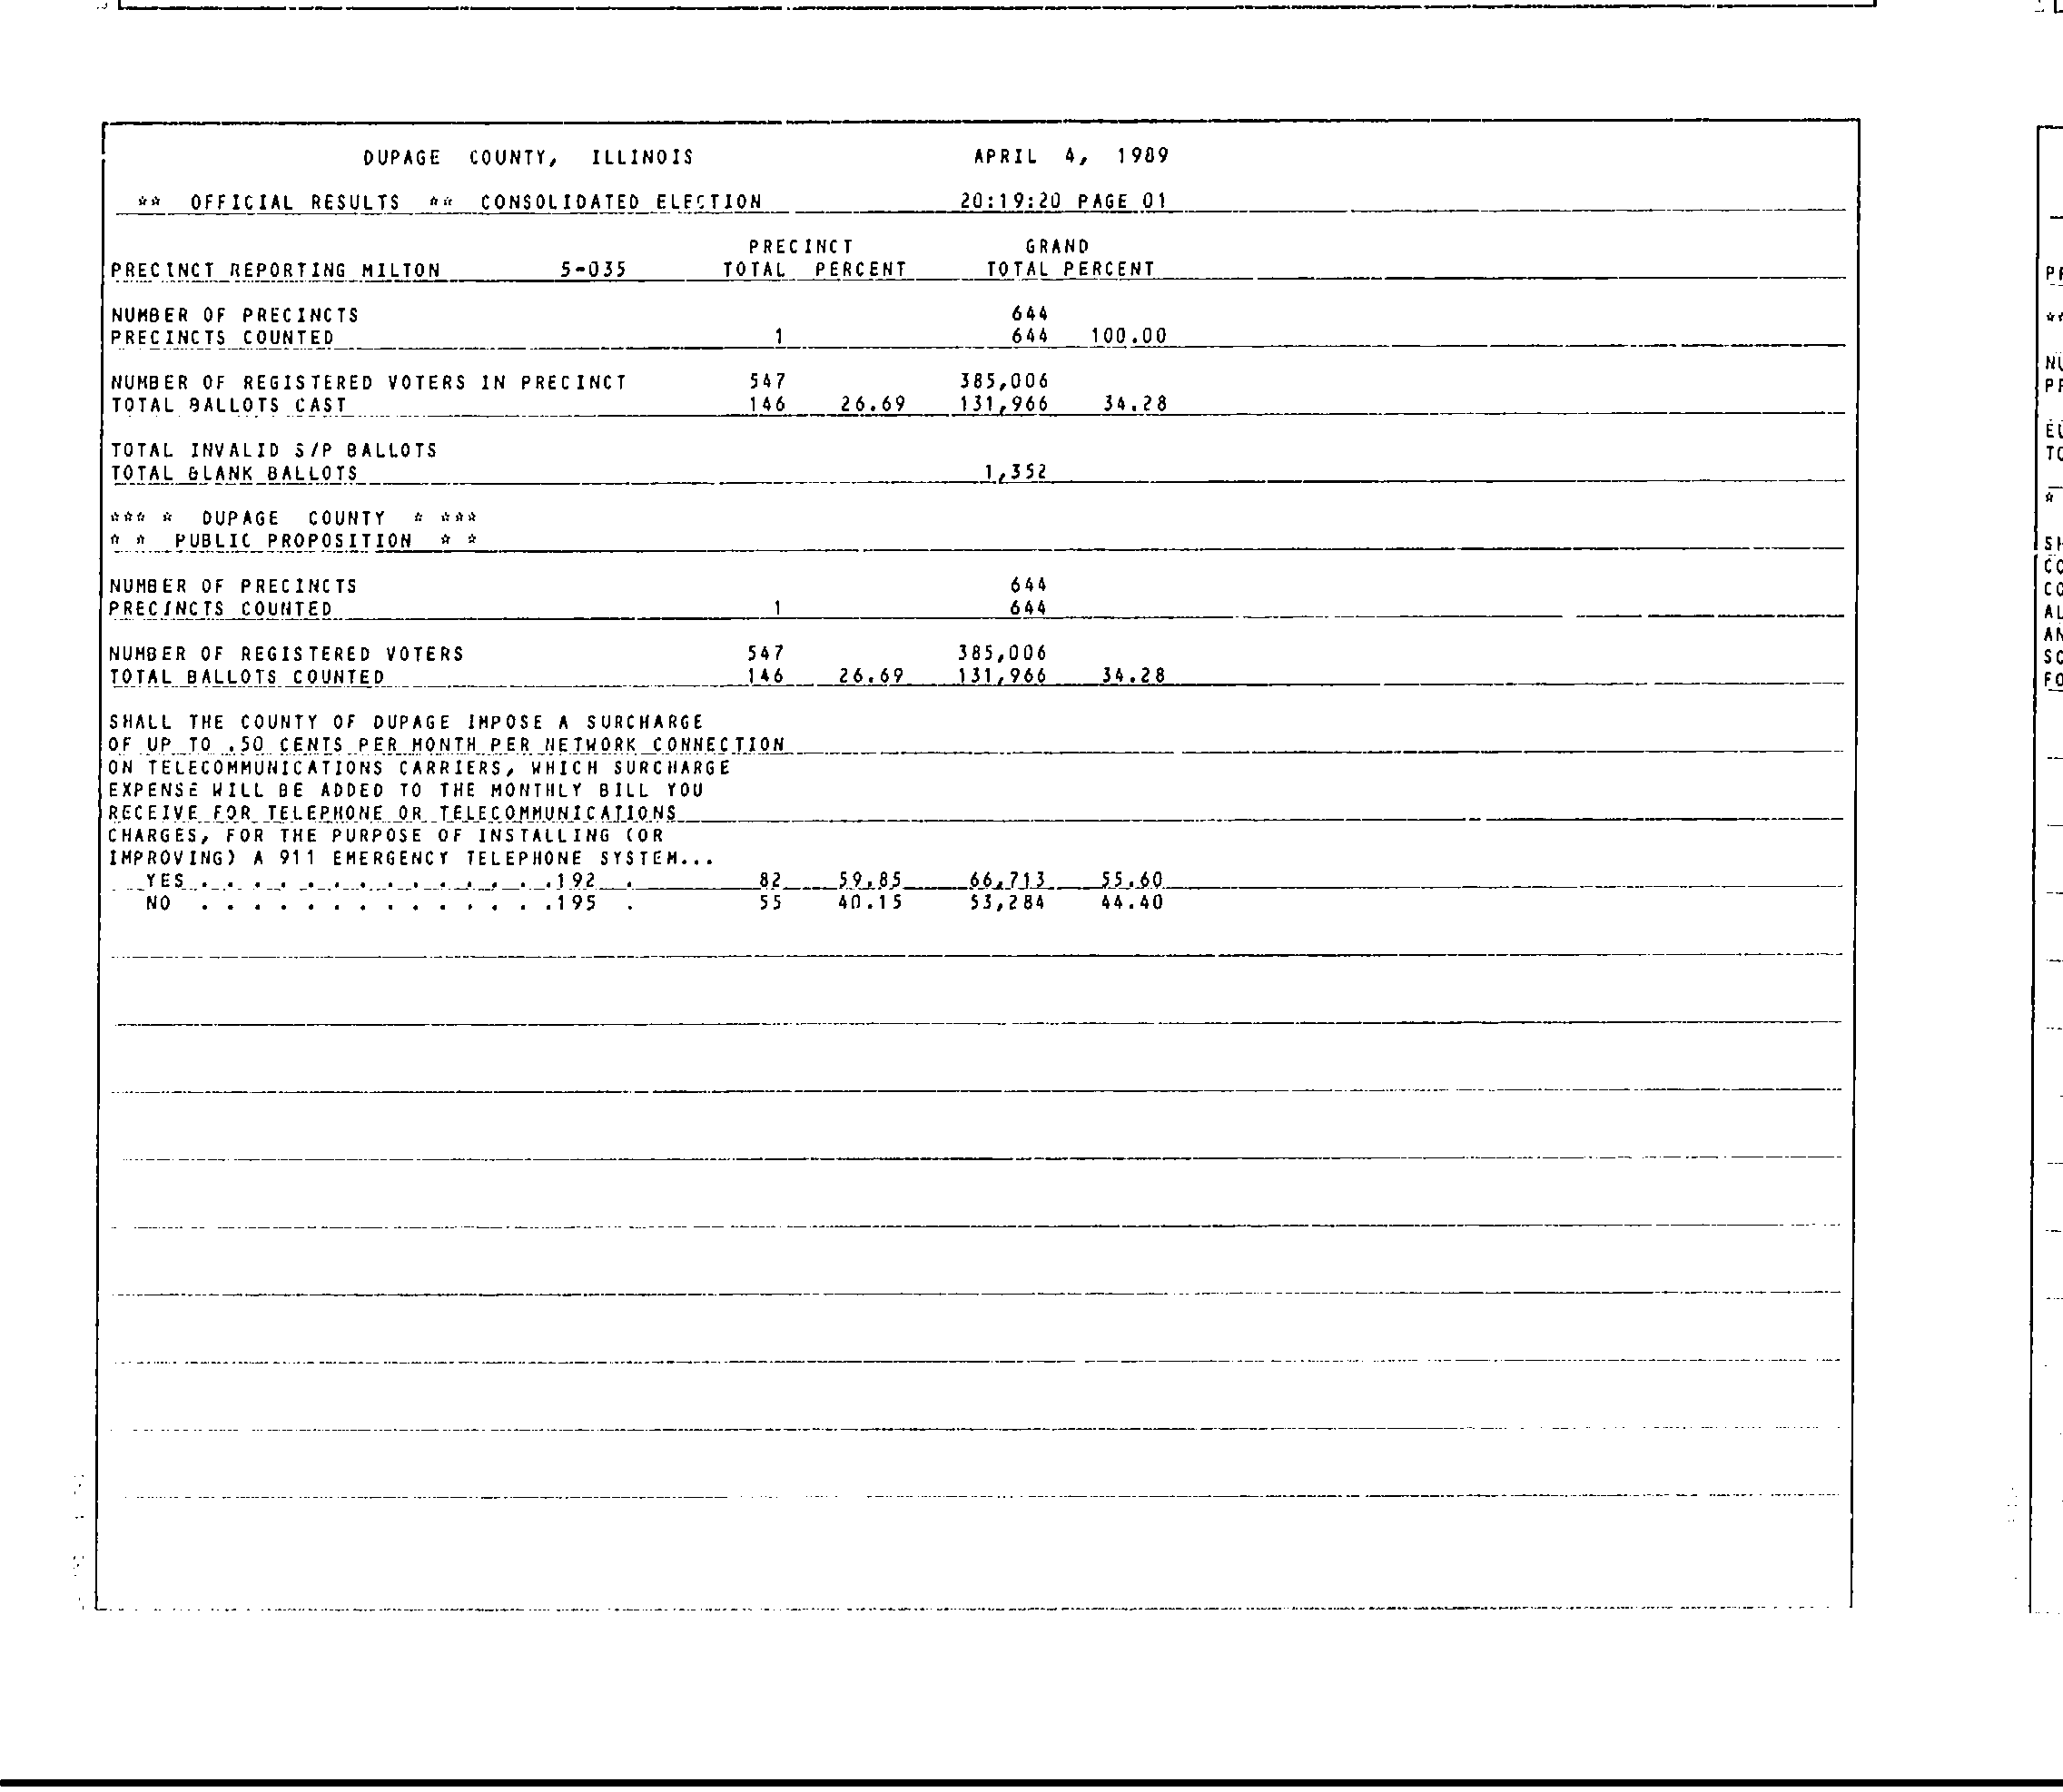 DUPAGE COUNTY, ILLINOIS APRIL 4, 1989
** OFFICIAL RESULTS ** CONSOLIDATED ELECTION 20:19:20 PAGE 01
PRECINCT GRAND
PRECINCT REPORTING MILTON 5-035 TOTAL PERCENT TOTAL PERCENT
NUMBER OF PRECINCTS 644
PRECINCTS COUNTED 1 644 100.00
NUMBER OF REGISTERED VOTERS IN PRECINCT 547 385,006
TOTAL BALLOTS CAST 146 26.69 131,966 34.28
TOTAL INVALID S/P BALLOTS
TOTAL BLANK BALLOTS 1,352
*** * DUPAGE COUNTY * ***
* * PUBLIC PROPOSITION * *
NUMBER OF PRECINCTS 644
PRECINCTS COUNTED 1 644
NUMBER OF REGISTERED VOTERS 547 385,006
TOTAL BALLOTS COUNTED 146 26.69 131,966 34.28
SHALL THE COUNTY OF DUPAGE IMPOSE A SURCHARGE
OF UP TO .50 CENTS PER MONTH PER NETWORK CONNECTION
ON TELECOMMUNICATIONS CARRIERS, WHICH SURCHARGE
EXPENSE WILL BE ADDED TO THE MONTHLY BILL YOU
RECEIVE FOR TELEPHONE OR TELECOMMUNICATIONS
CHARGES, FOR THE PURPOSE OF INSTALLING (OR
IMPROVING) A 911 EMERGENCY TELEPHONE SYSTEM...
YES . . . . . . . . . . . . . .192 . 82 59.85 66,713 55.60
NO . . . . . . . . . . . . . .195 . 55 40.15 53,284 44.40